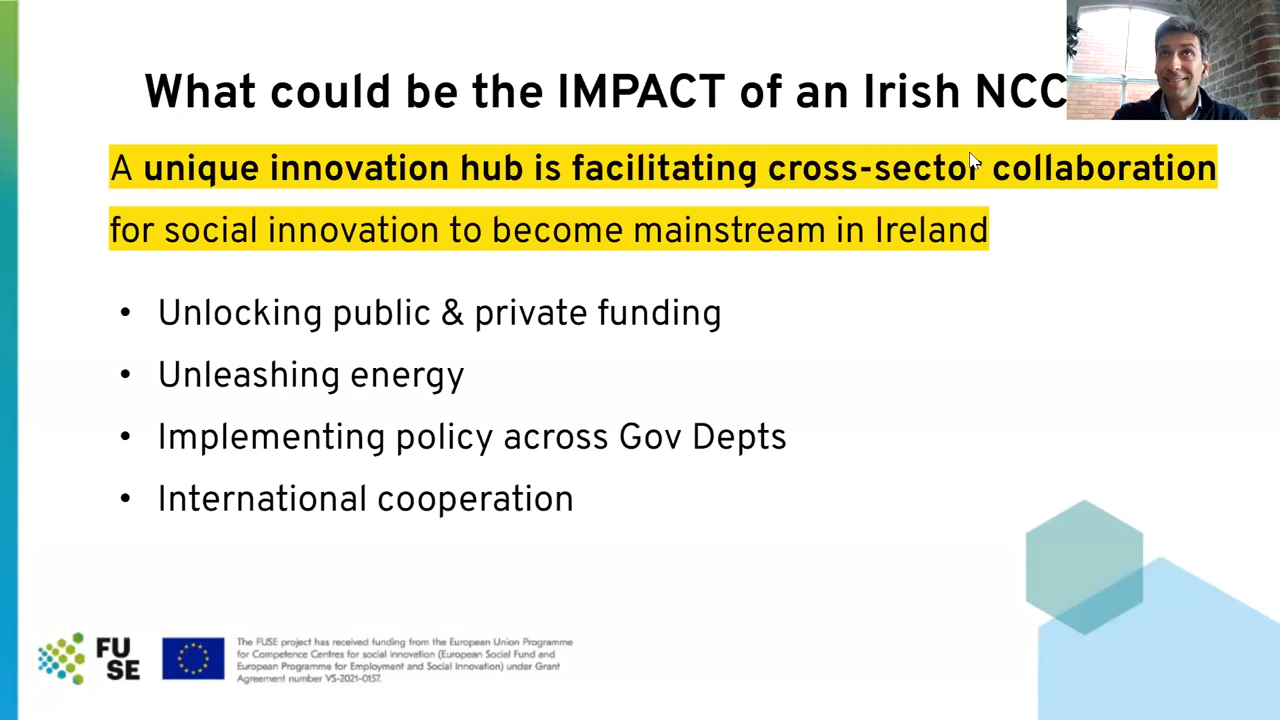 What could be the IMPACT of an Irish NCC
A unique innovation hub is facilitating cross-sector collaboration
for social innovation to become mainstream in Ireland
• Unlocking public & private funding
• Unleashing energy
• Implementing policy across Gov Depts
• International cooperation
FU
SE
The FUSE project has received funding from the European Union Programme
for Competence Centres for social innovation (European Social Fund and
European Programme for Employment and Social Innovation) under Grant
Agreement number VS-2021-0157.